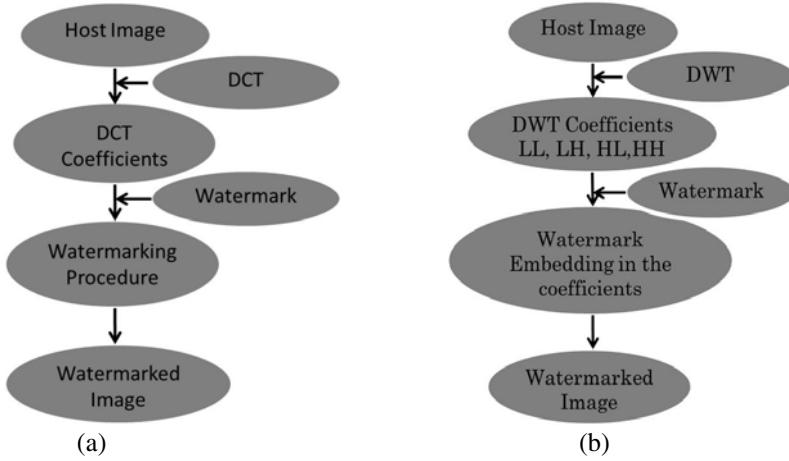 Host Image
DCT
DCT
Coefficients
Watermark
Watermarking
Procedure
Watermarked
Image
(a)
Host Image
DWT
DWT Coefficients
LL, LH, HL,HH
Watermark
Watermark
Embedding in the
coefficients
Watermarked
Image
(b)